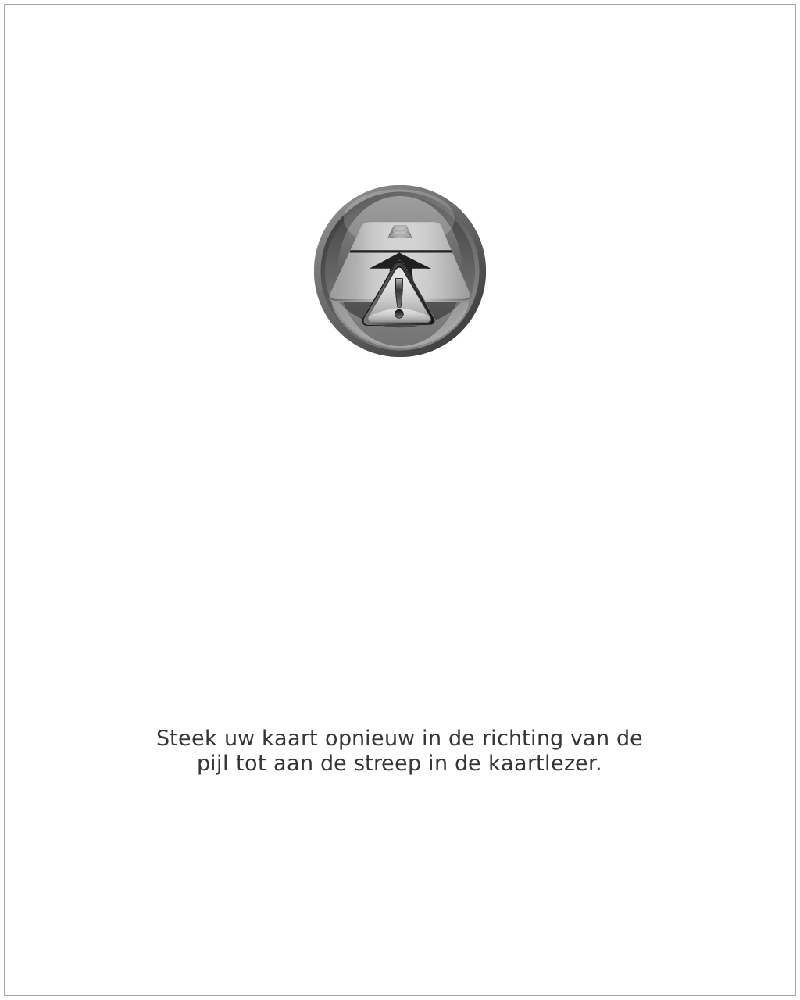 Steek uw kaart opnieuw in de richting van de
pijl tot aan de streep in de kaartlezer.